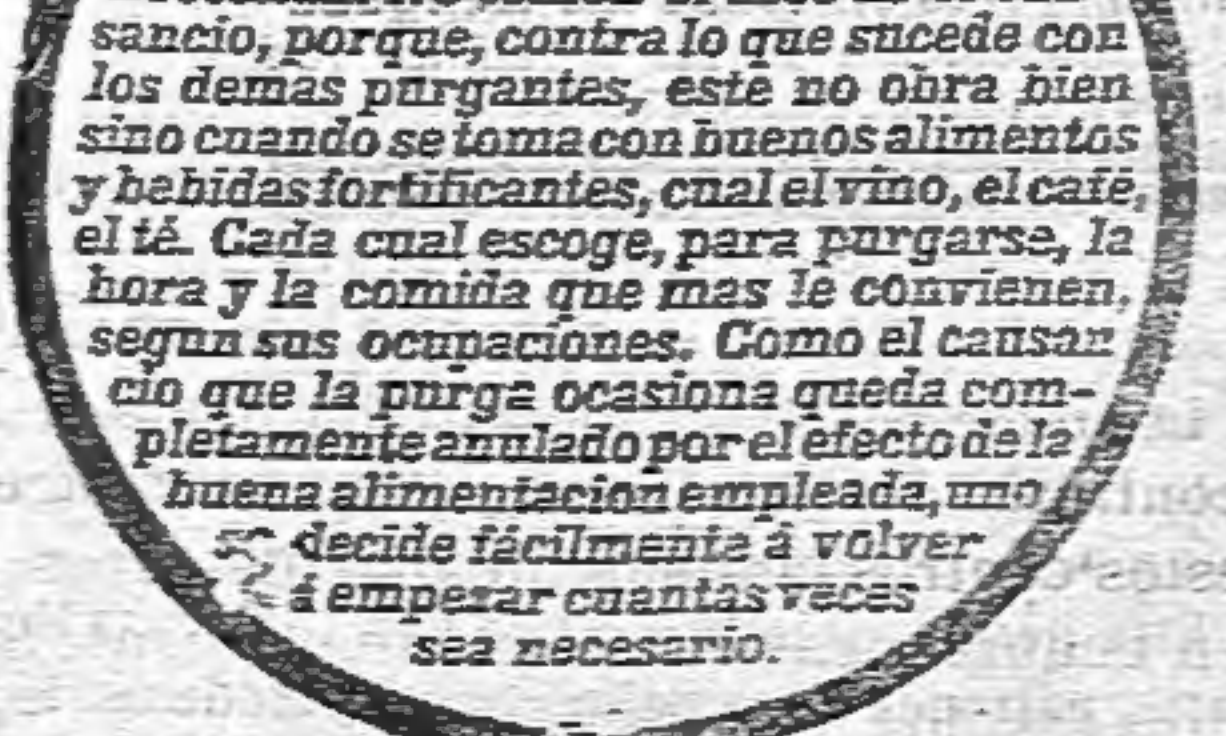 sancio, porque, contra lo que sucede con
los demas purgantes, este no obra bien
sino cuando se toma con buenos alimentos
y bebidas fortificantes, cual el vino, el café,
el té. Cada cual escoge, para purgarse, la
hora y la comida que mas le convienen,
segun sus ocupaciones. Como el causan
cio que la purga ocasiona queda com-
pletamente anulado por el efecto de la
buena alimentacion empleada, uno
se decide fácilmente á volver
á empezar cuantas veces
sea necesario.